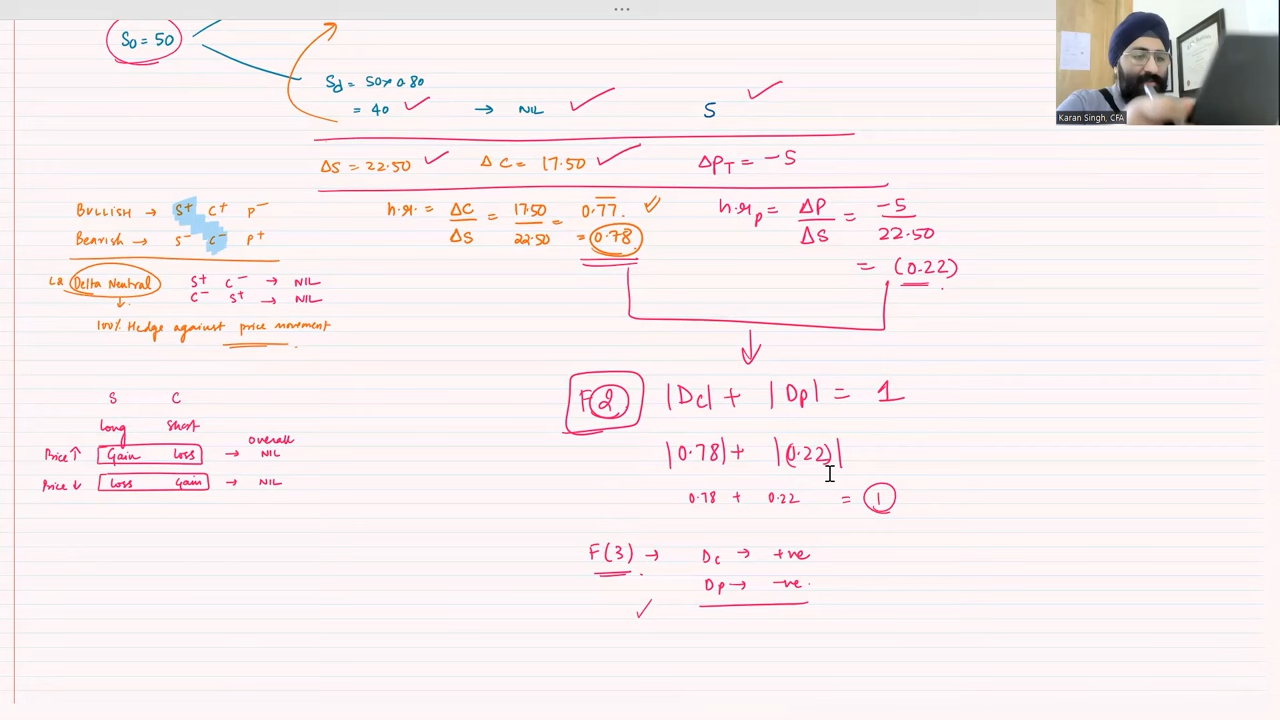 S0 = 50
Sd = 50 × 0.80
= 40 ✓ → NIL ✓ 5 ✓
ΔS = 22.50 ✓ ΔC = 17.50 ✓ ΔPT = -5
BULLISH → S+ C+ P-
Bearish → S- C- P+
h.r. = ΔC/ΔS = 17.50/22.50 = 0.77. ✓
= 0.78
h.rp = ΔP/ΔS = -5/22.50
= (0.22)
Delta Neutral S+ C- → NIL
C- S+ → NIL
100% Hedge against price movement
S C
long short
overall
Price ↑ Gain loss → NIL
Price ↓ Loss Gain → NIL
F(2) |Dc| + |Dp| = 1
|0.78| + |(0.22)|
0.78 + 0.22 = 1
F(3) → Dc → +ve
Dp → -ve.
✓
Karan Singh, CFA